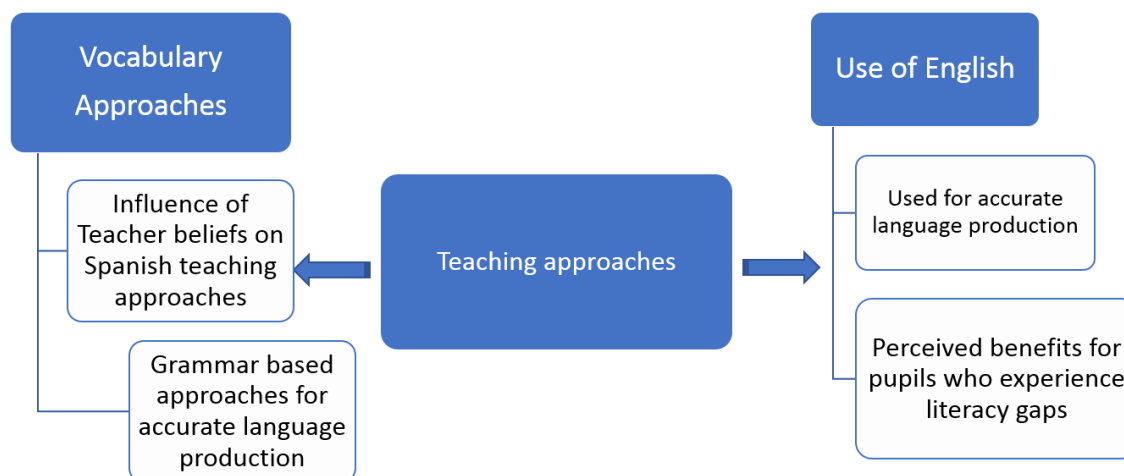 Vocabulary
Approaches
Influence of
Teacher beliefs on
Spanish teaching
approaches
Grammar based
approaches for
accurate language
production
Teaching approaches
Use of English
Used for accurate
language production
Perceived benefits for
pupils who experience
literacy gaps